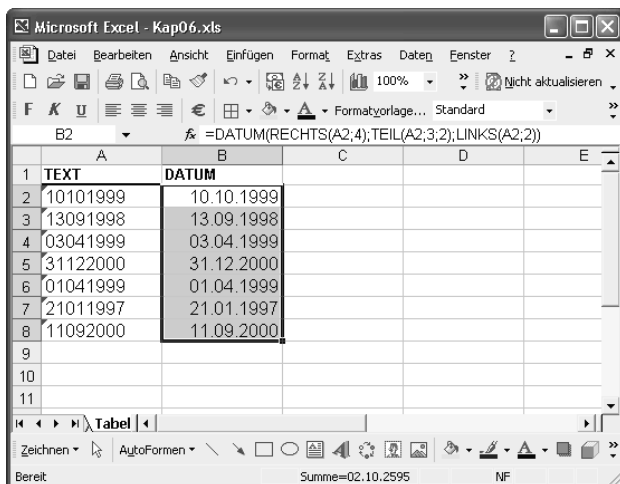 Microsoft Excel - Kap06.xls
Datei Bearbeiten Ansicht Einfügen Format Extras Daten Fenster ?
100% Nicht aktualisieren
F K U € A Formatvorlage... Standard
B2 fx =DATUM(RECHTS(A2;4);TEIL(A2;3;2);LINKS(A2;2))
A B C D E
1 TEXT DATUM
2 10101999 10.10.1999
3 13091998 13.09.1998
4 03041999 03.04.1999
5 31122000 31.12.2000
6 01041999 01.04.1999
7 21011997 21.01.1997
8 11092000 11.09.2000
9
10
11
Tabel
Zeichnen AutoFormen
Bereit Summe=02.10.2595 NF